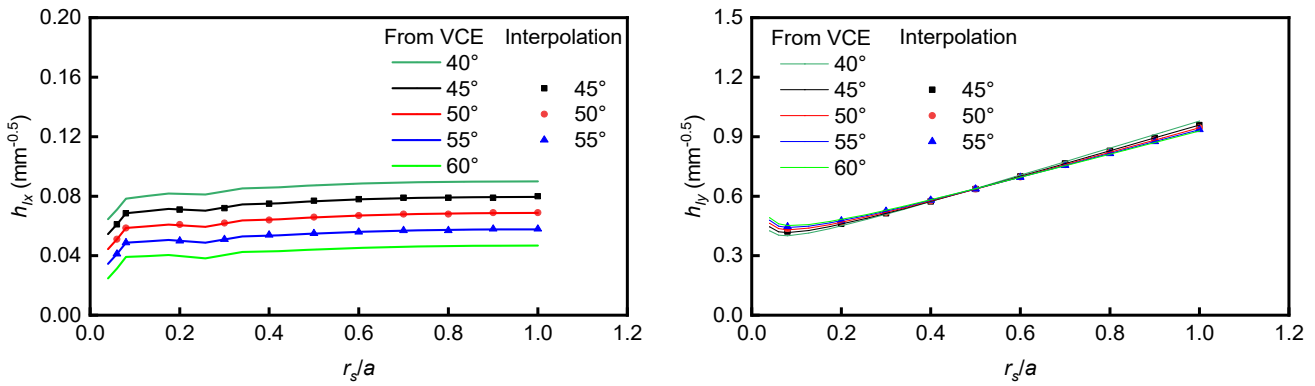 0.20
0.16
0.12
0.08
0.04
0.00
h_{lx} (mm^{-0.5})
From VCE Interpolation
40°
45° 45°
50° 50°
55° 55°
60°
0.0 0.2 0.4 0.6 0.8 1.0 1.2
r_s/a
1.5
1.2
0.9
0.6
0.3
0.0
h_{ly} (mm^{-0.5})
From VCE Interpolation
40°
45° 45°
50° 50°
55° 55°
60°
0.0 0.2 0.4 0.6 0.8 1.0 1.2
r_s/a